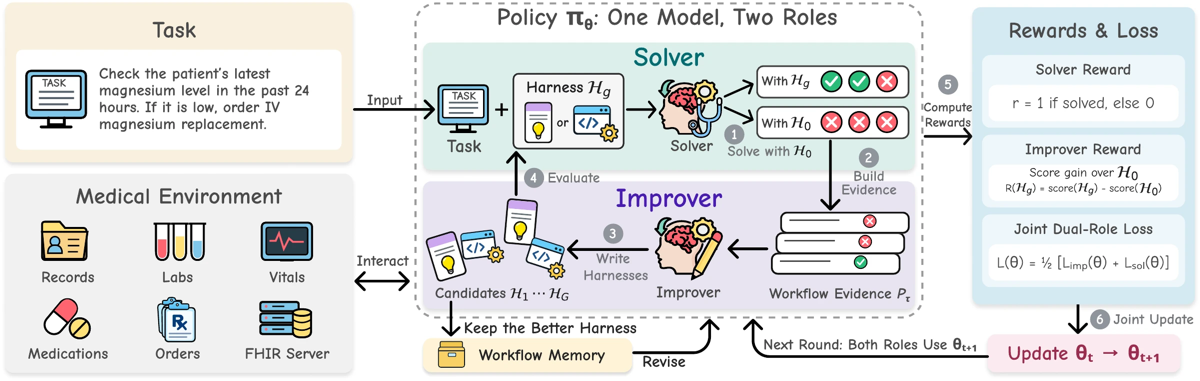 Task
TASK
Check the patient's latest
magnesium level in the past 24
hours. If it is low, order IV
magnesium replacement.
Medical Environment
Records
Labs
Vitals
Medications
Rx
Orders
FHIR Server
Input
Interact
Policy πθ: One Model, Two Roles
Solver
TASK
Task
+
Harness Hg
or
Solver
With Hg
With H0
1
Solve with H0
2
Build
Evidence
4 Evaluate
Improver
3
Write
Harnesses
Candidates H1 ⋯ HG
Improver
Workflow Evidence Pτ
Keep the Better Harness
Workflow Memory
Revise
5
Compute
Rewards
Rewards & Loss
Solver Reward
r = 1 if solved, else 0
Improver Reward
Score gain over H0
R(Hg) = score(Hg) - score(H0)
Joint Dual-Role Loss
L(θ) = ½ [Limp(θ) + Lsol(θ)]
6 Joint Update
Update θt → θt+1
Next Round: Both Roles Use θt+1